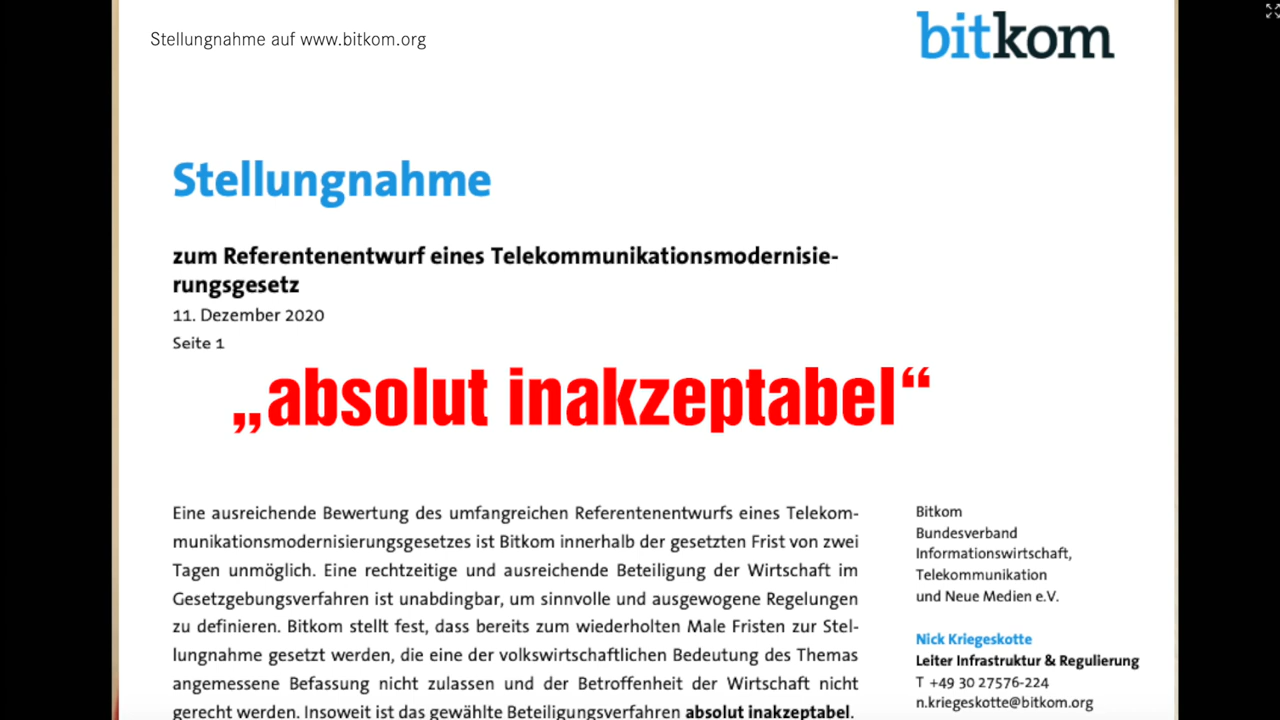 Stellungnahme auf www.bitkom.org
bitkom
Stellungnahme
zum Referentenentwurf eines Telekommunikationsmodernisie-
rungsgesetz
11. Dezember 2020
Seite 1
„absolut inakzeptabel“
Eine ausreichende Bewertung des umfangreichen Referentenentwurfs eines Telekom-
munikationsmodernisierungsgesetzes ist Bitkom innerhalb der gesetzten Frist von zwei
Tagen unmöglich. Eine rechtzeitige und ausreichende Beteiligung der Wirtschaft im
Gesetzgebungsverfahren ist unabdingbar, um sinnvolle und ausgewogene Regelungen
zu definieren. Bitkom stellt fest, dass bereits zum wiederholten Male Fristen zur Stel-
lungnahme gesetzt werden, die eine der volkswirtschaftlichen Bedeutung des Themas
angemessene Befassung nicht zulassen und der Betroffenheit der Wirtschaft nicht
gerecht werden. Insoweit ist das gewählte Beteiligungsverfahren absolut inakzeptabel.
Bitkom
Bundesverband
Informationswirtschaft,
Telekommunikation
und Neue Medien e.V.
Nick Kriegeskotte
Leiter Infrastruktur & Regulierung
T +49 30 27576-224
n.kriegeskotte@bitkom.org